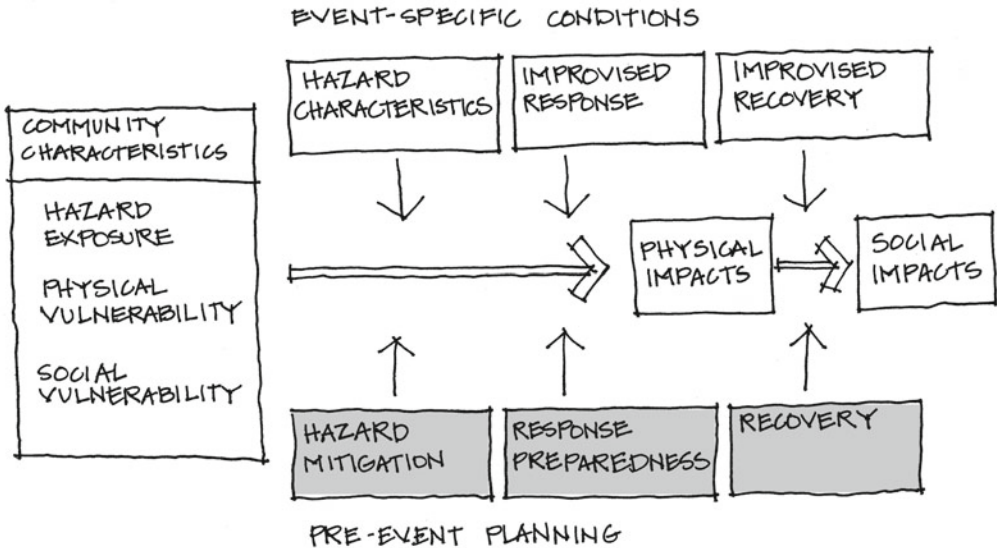 EVENT-SPECIFIC CONDITIONS
HAZARD
CHARACTERISTICS
IMPROVISED
RESPONSE
IMPROVISED
RECOVERY
COMMUNITY
CHARACTERISTICS
HAZARD
EXPOSURE
PHYSICAL
VULNERABILITY
SOCIAL
VULNERABILITY
PHYSICAL
IMPACTS
SOCIAL
IMPACTS
HAZARD
MITIGATION
RESPONSE
PREPAREDNESS
RECOVERY
PRE-EVENT PLANNING